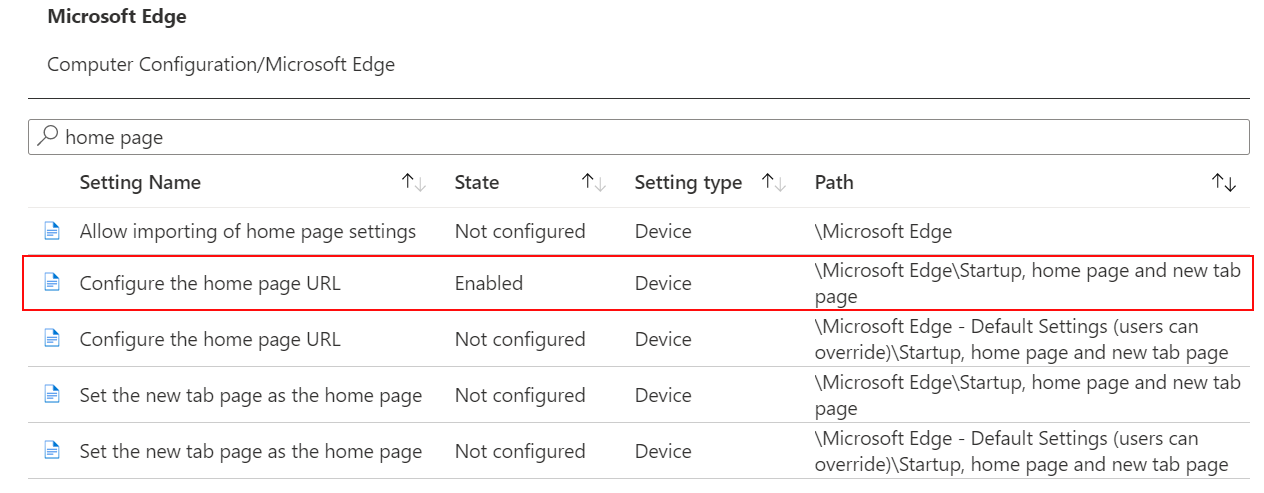 Microsoft Edge
Computer Configuration/Microsoft Edge
home page
Setting Name State Setting type Path
Allow importing of home page settings Not configured Device \Microsoft Edge
Configure the home page URL Enabled Device \Microsoft Edge\Startup, home page and new tab
page
Configure the home page URL Not configured Device \Microsoft Edge - Default Settings (users can
override)\Startup, home page and new tab page
Set the new tab page as the home page Not configured Device \Microsoft Edge\Startup, home page and new tab
page
Set the new tab page as the home page Not configured Device \Microsoft Edge - Default Settings (users can
override)\Startup, home page and new tab page